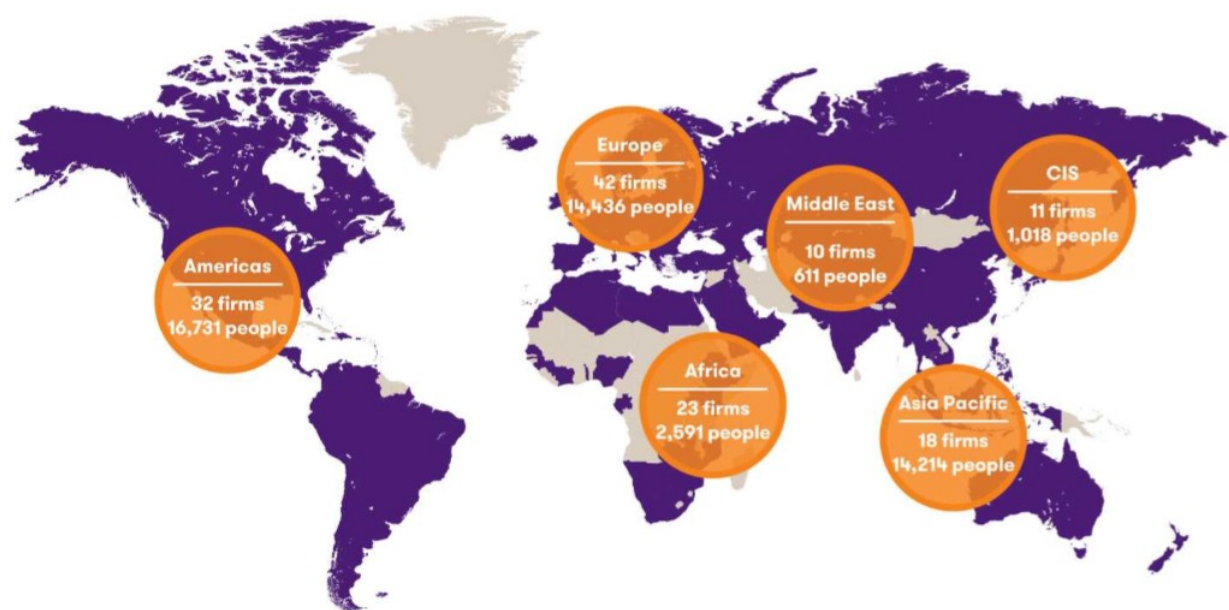 Europe
42 firms
14,436 people
CIS
11 firms
1,018 people
Middle East
10 firms
611 people
Americas
32 firms
16,731 people
Africa
23 firms
2,591 people
Asia Pacific
18 firms
14,214 people